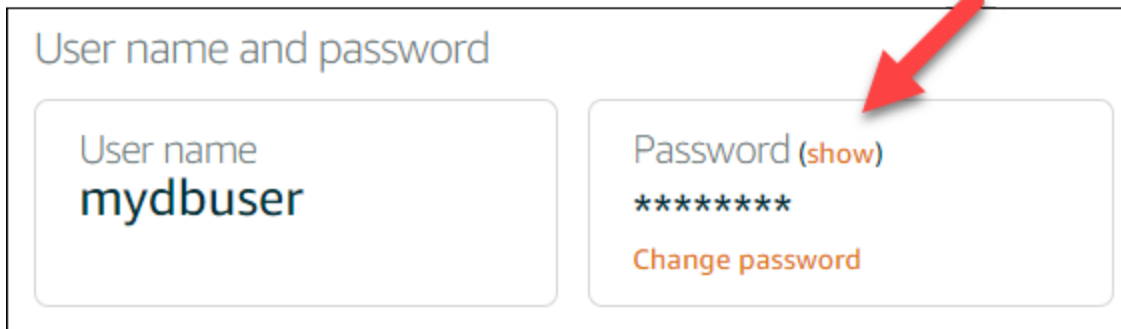 User name and password
User name
mydbuser
Password (show)
********
Change password